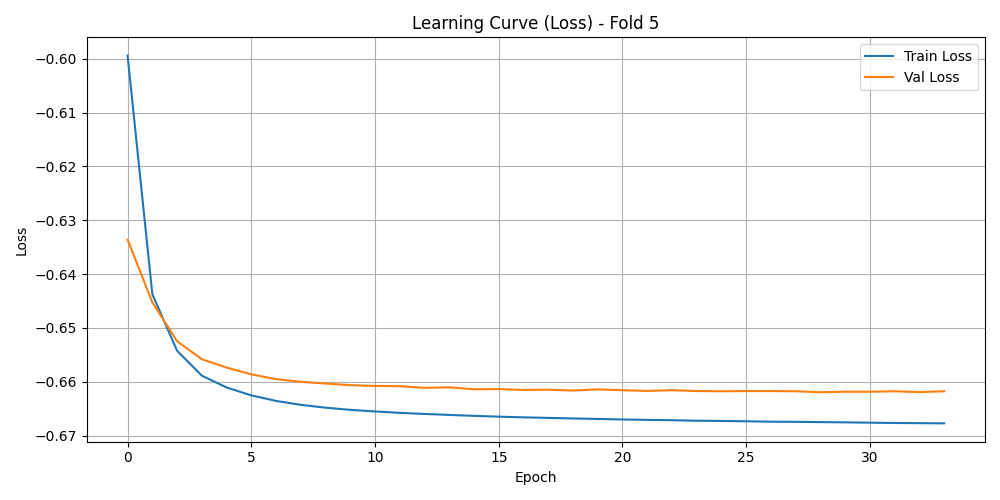 Learning Curve (Loss) - Fold 5
Train Loss
Val Loss
Loss
−0.60
−0.61
−0.62
−0.63
−0.64
−0.65
−0.66
−0.67
0 5 10 15 20 25 30
Epoch